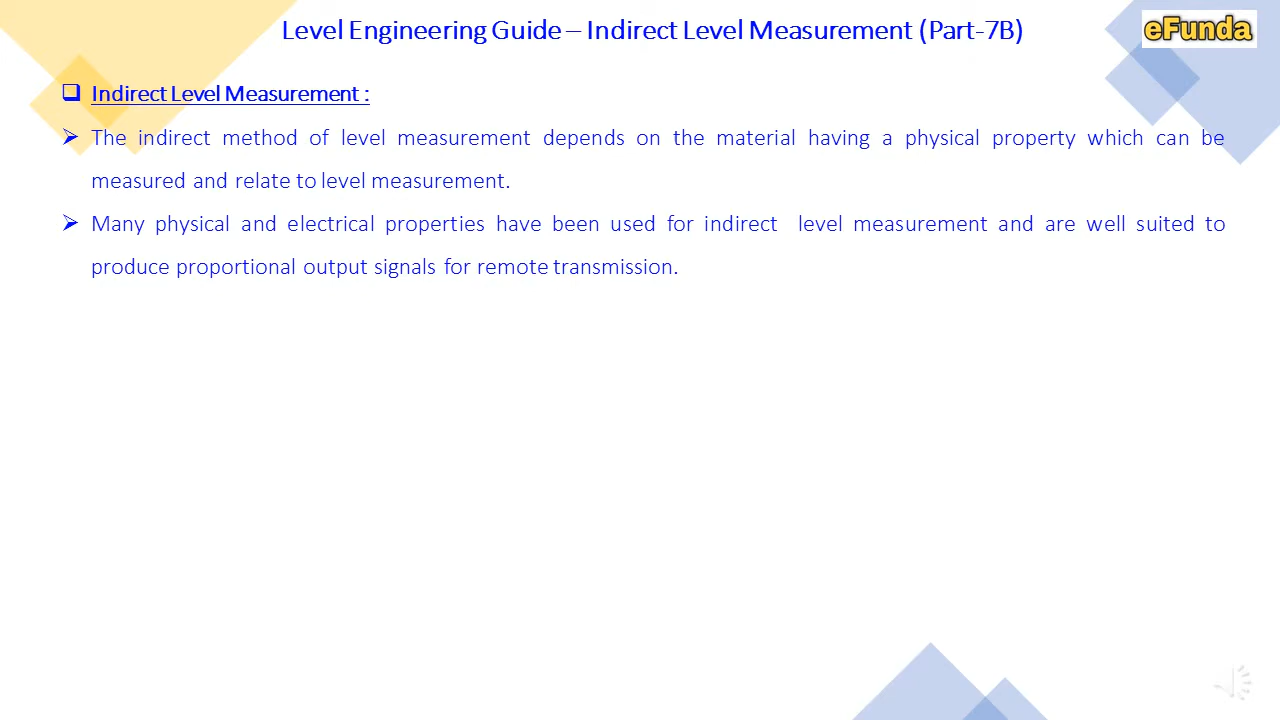 Level Engineering Guide – Indirect Level Measurement (Part-7B)
eFunda
Indirect Level Measurement :
The indirect method of level measurement depends on the material having a physical property which can be
measured and relate to level measurement.
Many physical and electrical properties have been used for indirect level measurement and are well suited to
produce proportional output signals for remote transmission.